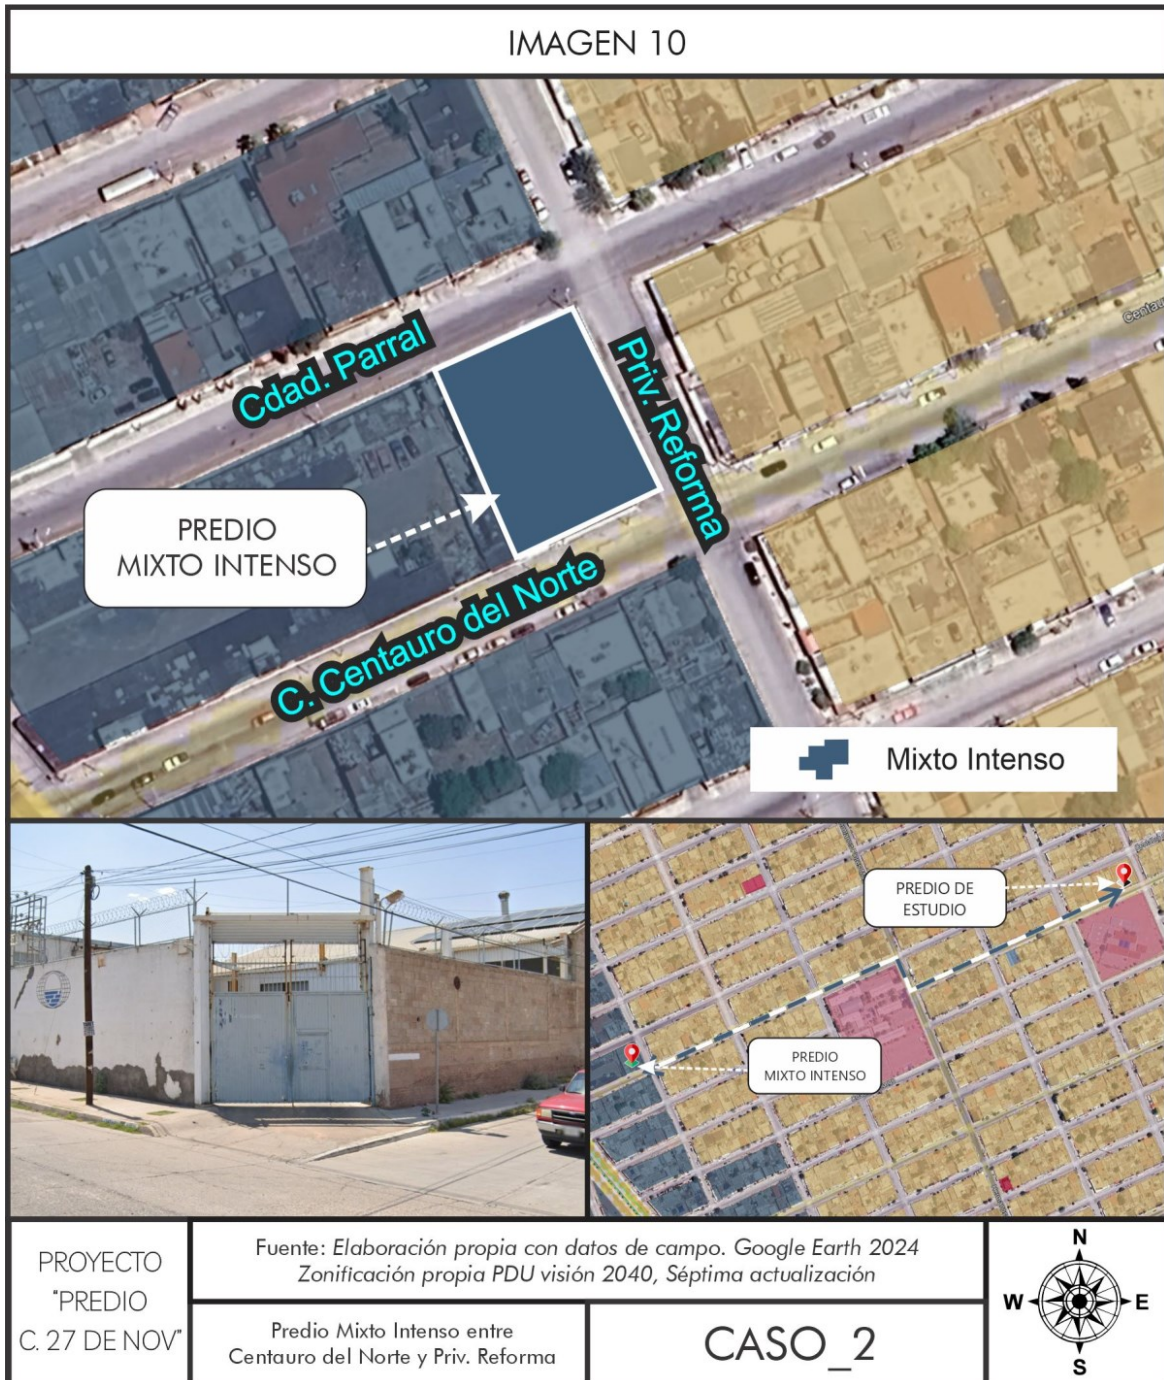 IMAGEN 10
Cdad. Parral
Priv. Reforma
Centau
PREDIO
MIXTO INTENSO
C. Centauro del Norte
Mixto Intenso
PREDIO DE
ESTUDIO
PREDIO
MIXTO INTENSO
PROYECTO
"PREDIO
C. 27 DE NOV"
Fuente: Elaboración propia con datos de campo. Google Earth 2024
Zonificación propia PDU visión 2040, Séptima actualización
Predio Mixto Intenso entre
Centauro del Norte y Priv. Reforma
CASO_2
N
W E
S